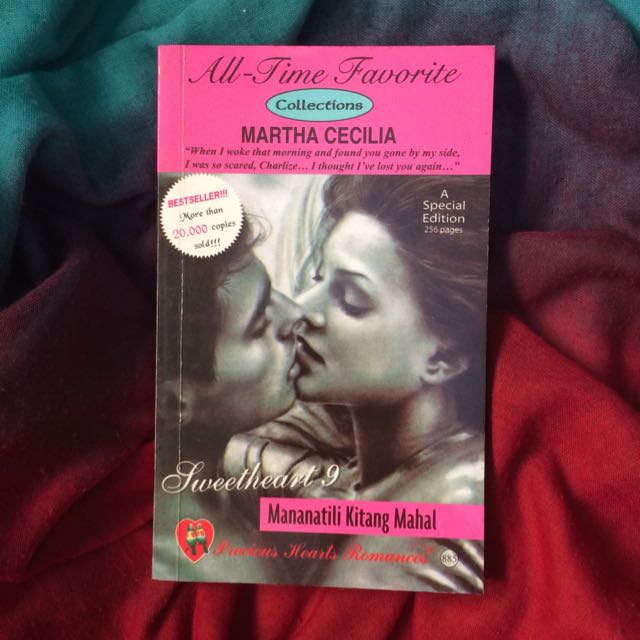 All-Time Favorite
Collections
MARTHA CECILIA
"When I woke that morning and found you gone by my side,
I was so scared, Charlize... I thought I've lost you again..."
BESTSELLER!!!
More than
20,000 copies
sold!!!
A
Special
Edition
256 pages
Sweetheart 9
Mananatili Kitang Mahal
Precious Hearts Romances
885